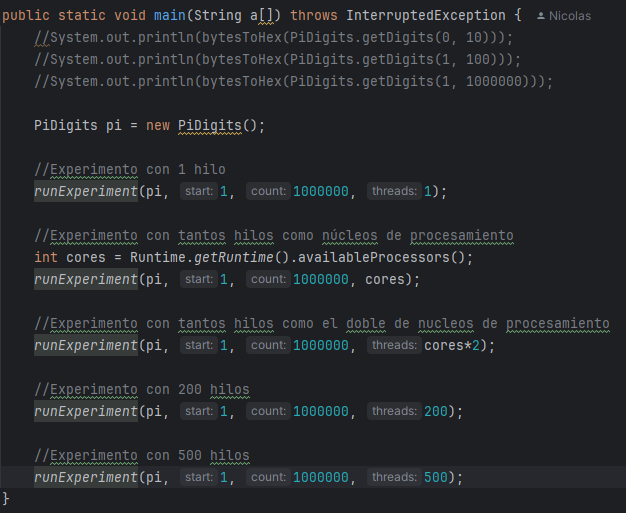 public static void main(String a[]) throws InterruptedException { Nicolas
//System.out.println(bytesToHex(PiDigits.getDigits(0, 10)));
//System.out.println(bytesToHex(PiDigits.getDigits(1, 100)));
//System.out.println(bytesToHex(PiDigits.getDigits(1, 1000000)));
PiDigits pi = new PiDigits();
//Experimento con 1 hilo
runExperiment(pi, start: 1, count: 1000000, threads: 1);
//Experimento con tantos hilos como núcleos de procesamiento
int cores = Runtime.getRuntime().availableProcessors();
runExperiment(pi, start: 1, count: 1000000, cores);
//Experimento con tantos hilos como el doble de nucleos de procesamiento
runExperiment(pi, start: 1, count: 1000000, threads: cores*2);
//Experimento con 200 hilos
runExperiment(pi, start: 1, count: 1000000, threads: 200);
//Experimento con 500 hilos
runExperiment(pi, start: 1, count: 1000000, threads: 500);
}